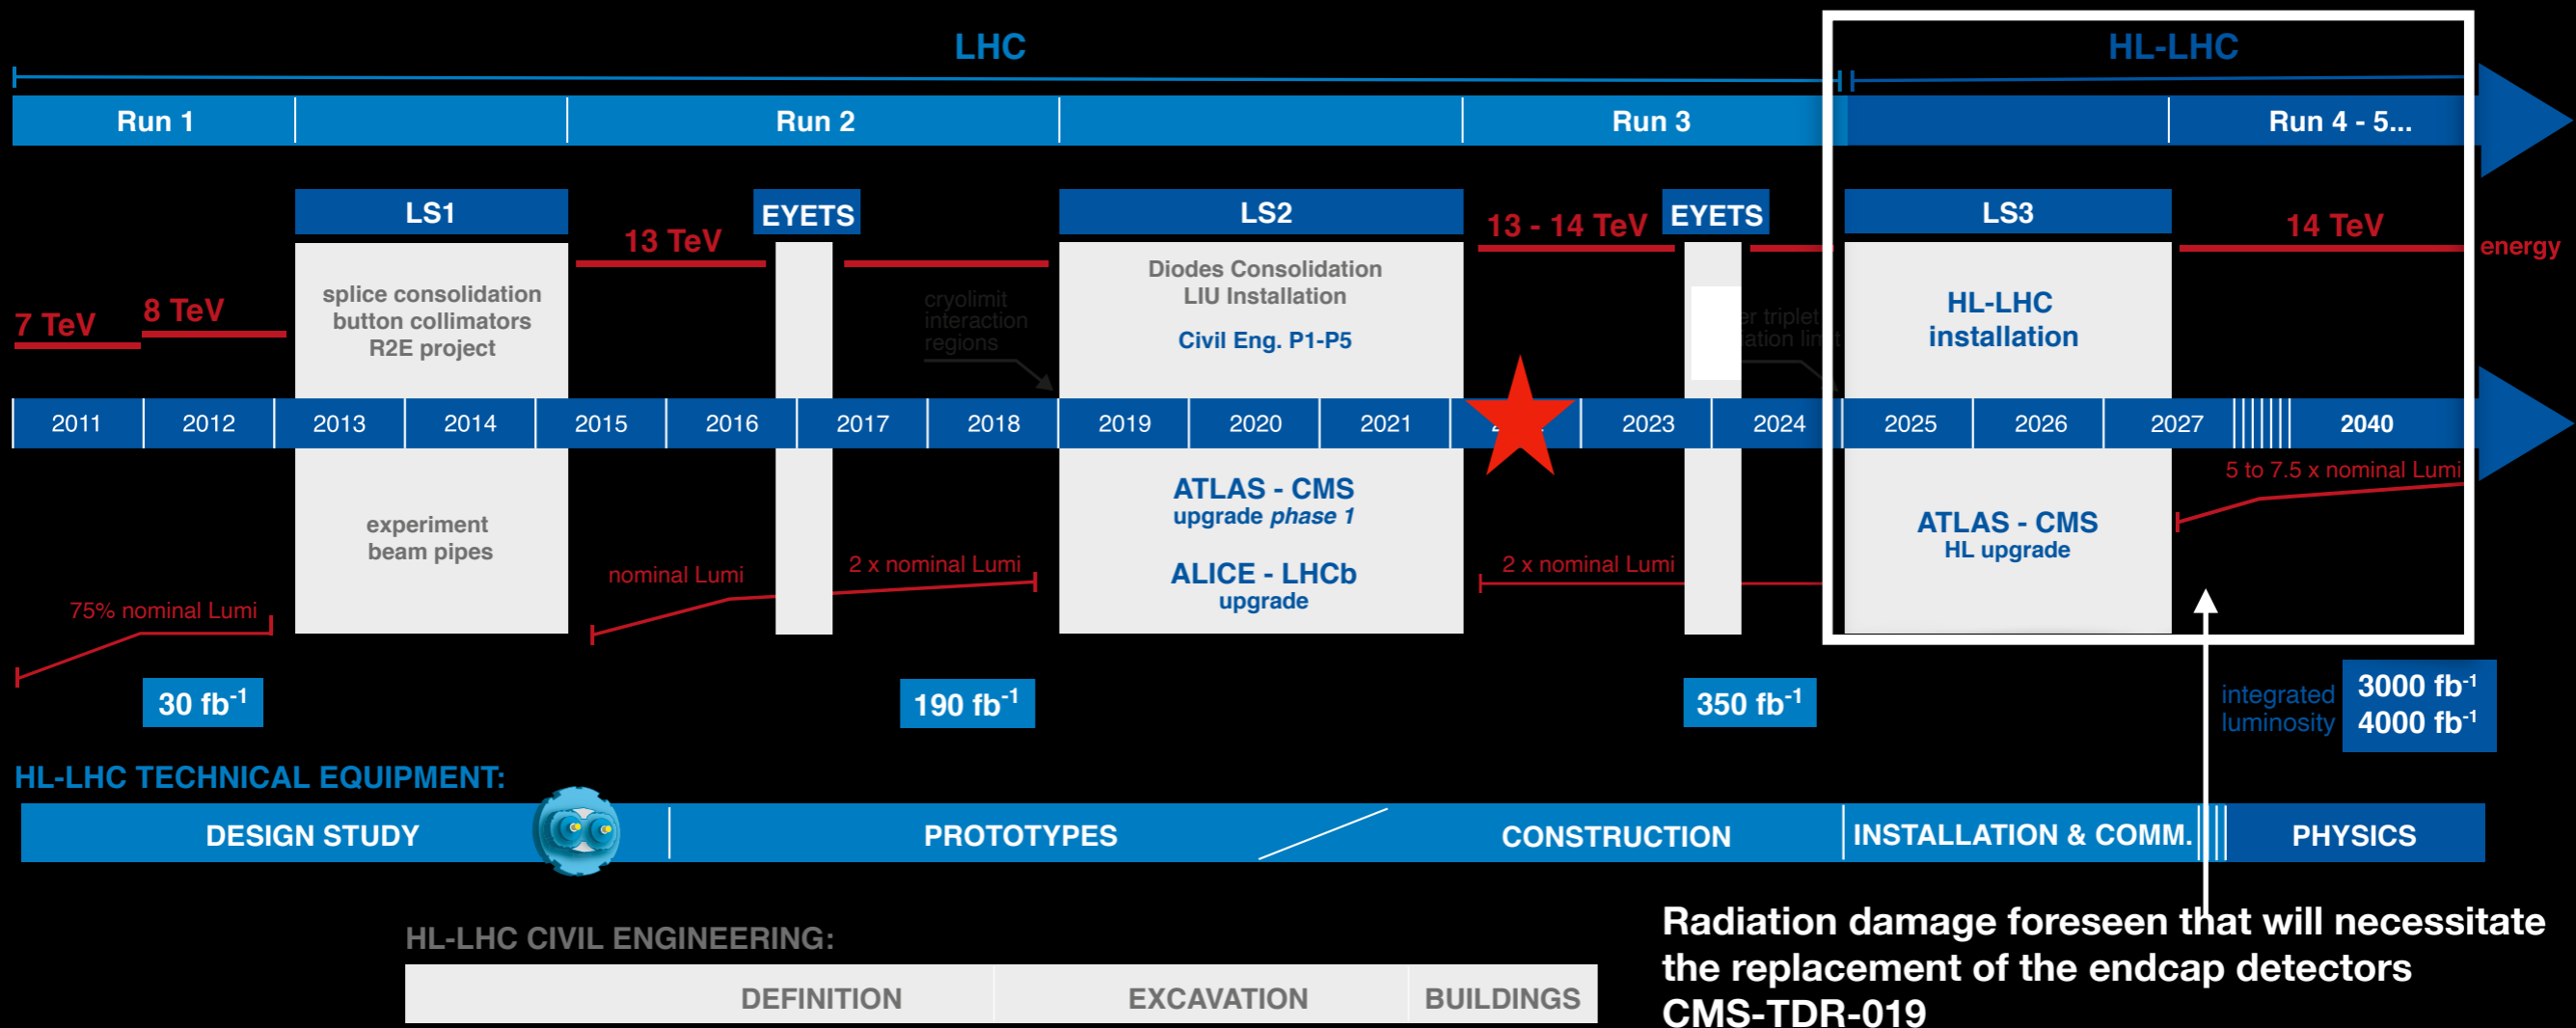 LHC
HL-LHC
Run 1
Run 2
Run 3
Run 4 - 5...
LS1
EYETS
LS2
EYETS
LS3
13 TeV
13 - 14 TeV
14 TeV
energy
7 TeV
8 TeV
splice consolidation
button collimators
R2E project
cryolimit
interaction
regions
Diodes Consolidation
LIU Installation
Civil Eng. P1-P5
triplet
HL-LHC
installation
2011
2012
2013
2014
2015
2016
2017
2018
2019
2020
2021
2023
2024
2025
2026
2027
2040
5 to 7.5 x nominal Lumi
experiment
beam pipes
ATLAS - CMS
upgrade phase 1
ALICE - LHCb
upgrade
ATLAS - CMS
HL upgrade
75% nominal Lumi
nominal Lumi
2 x nominal Lumi
2 x nominal Lumi
30 fb-1
190 fb-1
350 fb-1
integrated
luminosity
3000 fb-1
4000 fb-1
HL-LHC TECHNICAL EQUIPMENT:
DESIGN STUDY
PROTOTYPES
CONSTRUCTION
INSTALLATION & COMM.
PHYSICS
HL-LHC CIVIL ENGINEERING:
DEFINITION
EXCAVATION
BUILDINGS
Radiation damage foreseen that will necessitate
the replacement of the endcap detectors
CMS-TDR-019